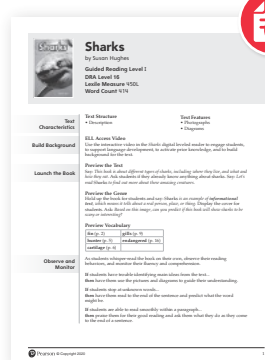 Sharks
Sharks
by Susan Hughes
Guided Reading Level I
DRA Level 16
Lexile Measure 450L
Word Count 414
Text
Characteristics
Text Structure
• Description
Text Features
• Photographs
• Diagrams
Build Background
ELL Access Video
Use the interactive video in the Sharks digital leveled reader to engage students,
to support language development, to activate prior knowledge, and to build
background for the text.
Launch the Book
Preview the Text
Say: This book is about different types of sharks, including where they live, and what and
how they eat. Ask students if they already know anything about sharks. Say: Let's
read Sharks to find out more about these amazing creatures.
Preview the Genre
Hold up the book for students and say: Sharks is an example of informational
text, which means it tells about a real person, place, or thing. Display the cover for
students. Ask: Based on this image, can you predict if this book will show sharks to be
scary or interesting?
Preview Vocabulary
fin (p. 2)
gills (p. 9)
hunter (p. 5)
endangered (p. 16)
cartilage (p. 6)
Observe and
Monitor
As students whisper-read the book on their own, observe their reading
behaviors, and monitor their fluency and comprehension.
If students have trouble identifying main ideas from the text...
then have them use the pictures and diagrams to guide their understanding.
If students stop at unknown words...
then have them read to the end of the sentence and predict what the word
might be.
If students are able to read smoothly within a paragraph...
then praise them for their good reading and ask them what they do as they come
to the end of a sentence
Pearson © Copyright 2020
1